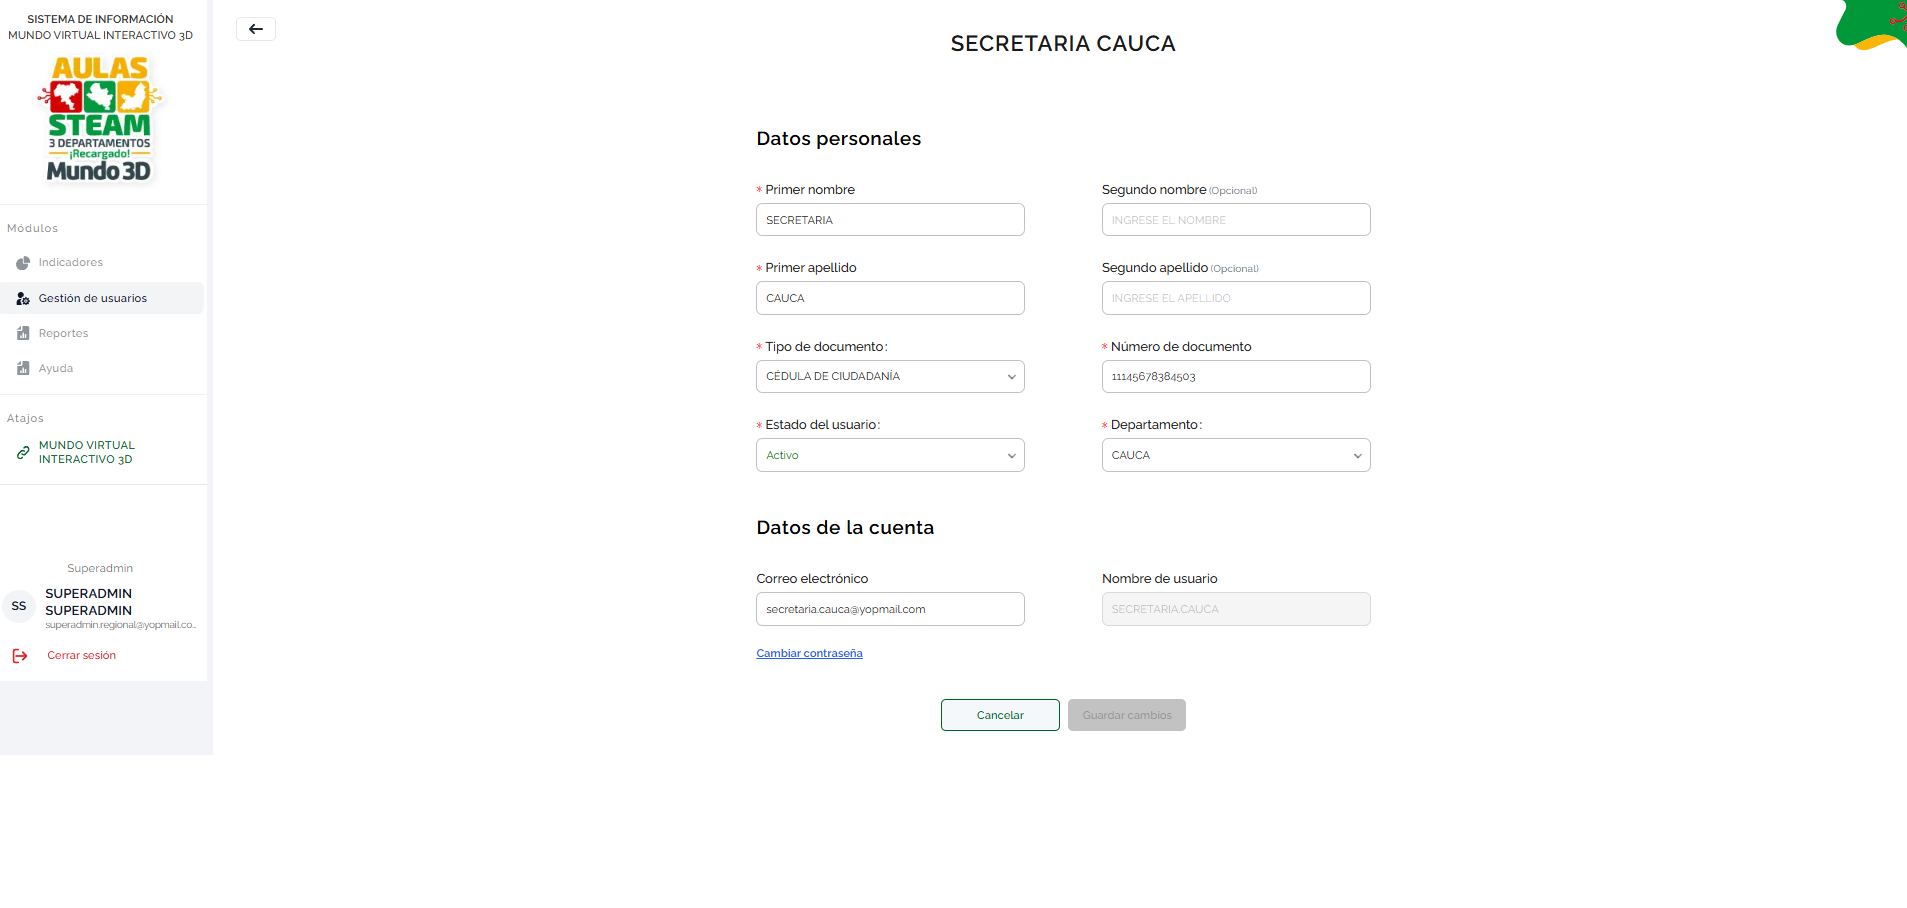 SISTEMA DE INFORMACIÓN
MUNDO VIRTUAL INTERACTIVO 3D
AULAS
STEAM
3 DEPARTAMENTOS
¡Recargado!
Mundo 3D
Módulos
Indicadores
Gestión de usuarios
Reportes
Ayuda
Atajos
MUNDO VIRTUAL
INTERACTIVO 3D
Superadmin
SS
SUPERADMIN
SUPERADMIN
superadmin.regional@yopmail.co...
Cerrar sesión
SECRETARIA CAUCA
Datos personales
* Primer nombre
Segundo nombre (Opcional)
SECRETARIA
INGRESE EL NOMBRE
* Primer apellido
Segundo apellido (Opcional)
CAUCA
INGRESE EL APELLIDO
* Tipo de documento:
* Número de documento
CÉDULA DE CIUDADANÍA
11145678384503
* Estado del usuario:
* Departamento:
Activo
CAUCA
Datos de la cuenta
Correo electrónico
Nombre de usuario
secretaria.cauca@yopmail.com
SECRETARIA.CAUCA
Cambiar contraseña
Cancelar
Guardar cambios